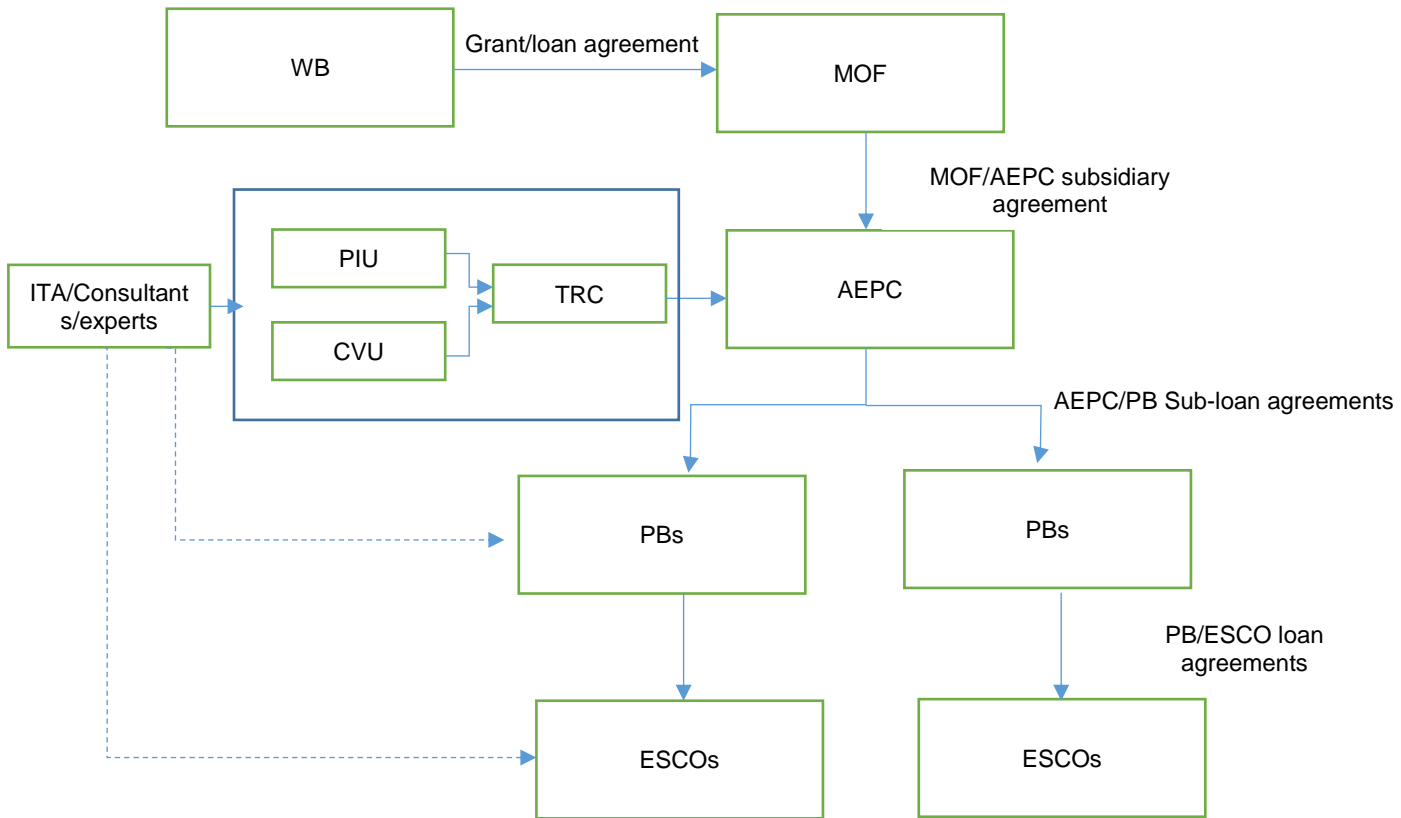 Grant/loan agreement
WB
MOF
MOF/AEPC subsidiary
agreement
PIU
TRC
AEPC
ITA/Consultant
s/experts
CVU
AEPC/PB Sub-loan agreements
PBs
PBs
PB/ESCO loan
agreements
ESCOs
ESCOs